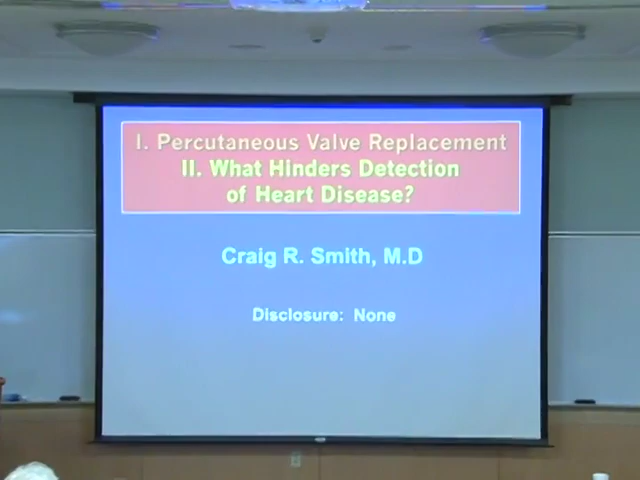 I. Percutaneous Valve Replacement
II. What Hinders Detection
of Heart Disease?
Craig R. Smith, M.D
Disclosure: None